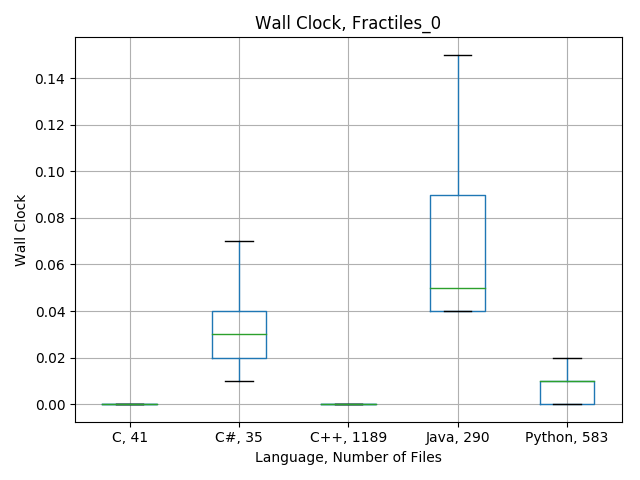 Wall Clock, Fractiles_0
Wall Clock
0.14
0.12
0.10
0.08
0.06
0.04
0.02
0.00
C, 41
C#, 35
C++, 1189
Java, 290
Python, 583
Language, Number of Files